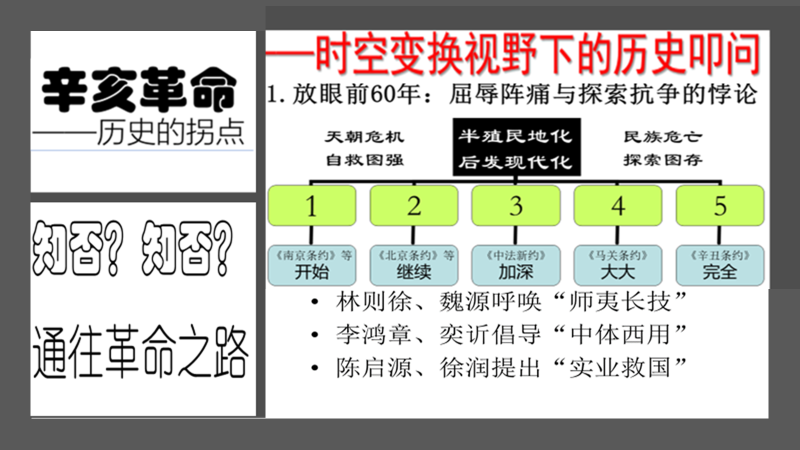 辛亥革命
——历史的拐点
知否？知否？
通往革命之路
—时空变换视野下的历史叩问
1.放眼前60年：屈辱阵痛与探索抗争的悖论
天朝危机
自救图强
半殖民地化
后发现代化
民族危亡
探索图存
1 2 3 4 5
《南京条约》等
开始
《北京条约》等
继续
《中法新约》
加深
《马关条约》
大大
《辛丑条约》
完全
• 林则徐、魏源呼唤“师夷长技”
• 李鸿章、奕䜣倡导“中体西用”
• 陈启源、徐润提出“实业救国”